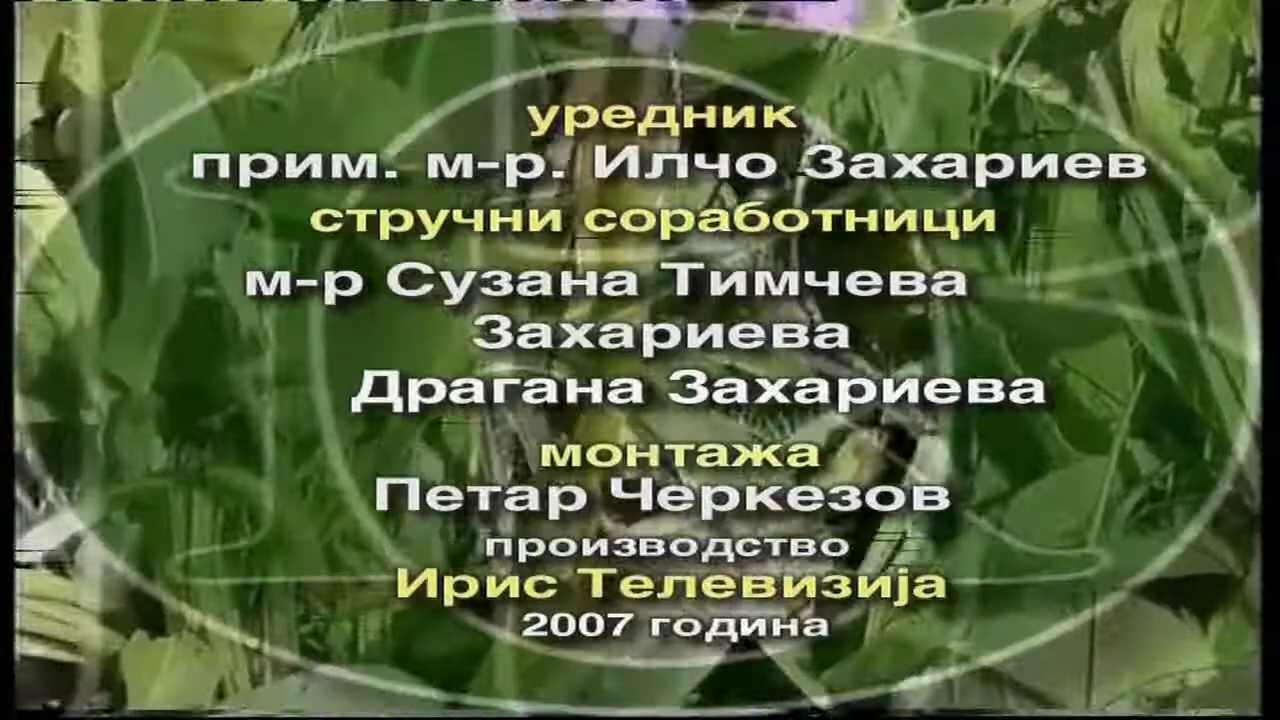 уредник
прим. м-р. Илчо Захариев
стручни соработници
м-р Сузана Тимчева
Захариева
Драгана Захариева
монтажа
Петар Черкезов
производство
Ирис Телевизија
2007 година